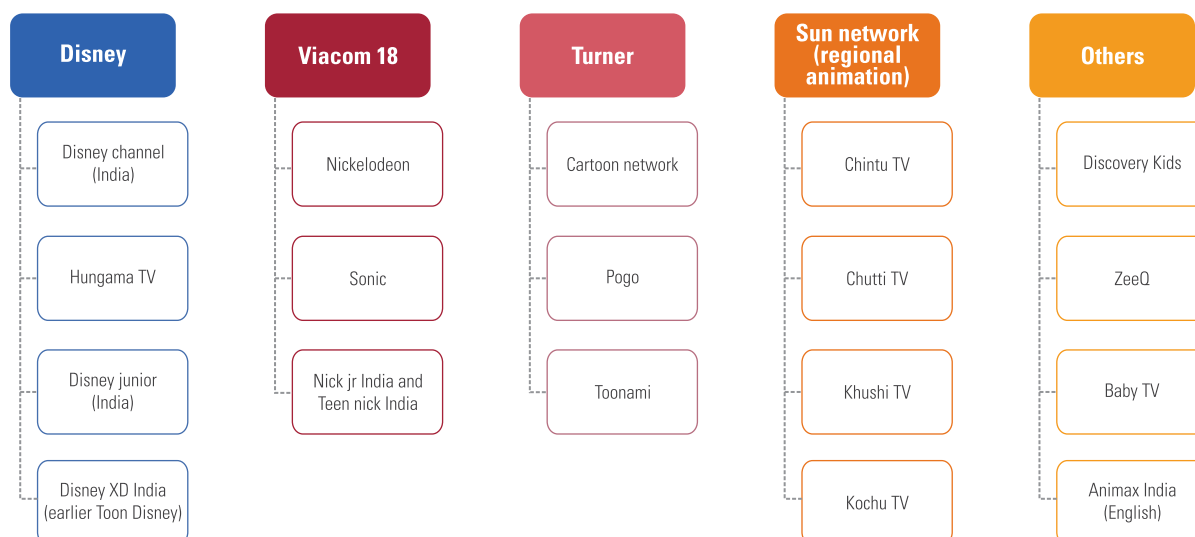 Disney
Disney channel
(India)
Hungama TV
Disney junior
(India)
Disney XD India
(earlier Toon Disney)
Viacom 18
Nickelodeon
Sonic
Nick jr India and
Teen nick India
Turner
Cartoon network
Pogo
Toonami
Sun network
(regional
animation)
Chintu TV
Chutti TV
Khushi TV
Kochu TV
Others
Discovery Kids
ZeeQ
Baby TV
Animax India
(English)